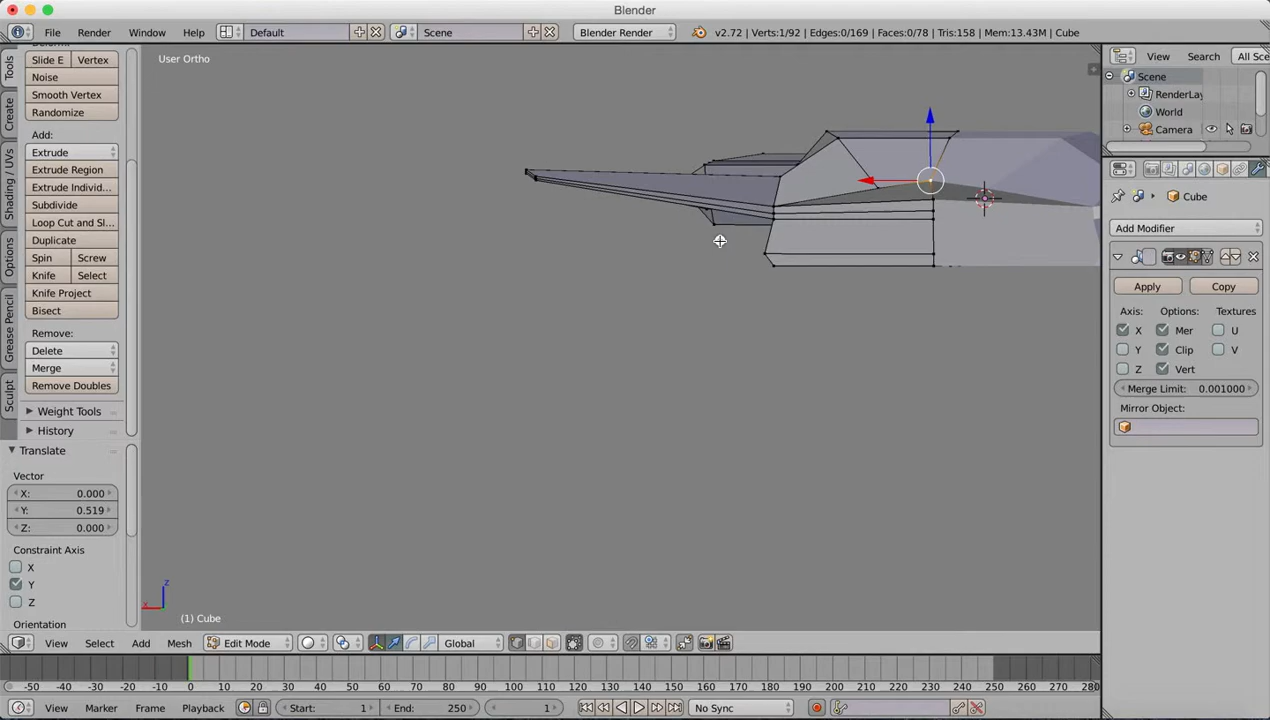 Blender
File Render Window Help Default Scene Blender Render v2.72 | Verts:1/92 | Edges:0/169 | Faces:0/78 | Tris:158 | Mem:13.43M | Cube
Tools
Create
Shading / UVs
Options
Grease Pencil
Sculpt
Slide E Vertex
Noise
Smooth Vertex
Randomize
Add:
Extrude
Extrude Region
Extrude Individ...
Subdivide
Loop Cut and Sl...
Duplicate
Spin Screw
Knife Select
Knife Project
Bisect
Remove:
Delete
Merge
Remove Doubles
Weight Tools
History
Translate
Vector
X: 0.000
Y: 0.519
Z: 0.000
Constraint Axis
X
Y
Z
Orientation
User Ortho
z
x
(1) Cube
View Search All Sce
Scene
RenderLay
World
Camera
Cube
Add Modifier
Apply Copy
Axis: Options: Textures
X Mer U
Y Clip V
Z Vert
Merge Limit: 0.001000
Mirror Object:
View Select Add Mesh Edit Mode Global
-50 -40 -30 -20 -10 0 10 20 30 40 50 60 70 80 90 100 110 120 130 140 150 160 170 180 190 200 210 220 230 240 250 260 270 280
View Marker Frame Playback Start: 1 End: 250 1 No Sync